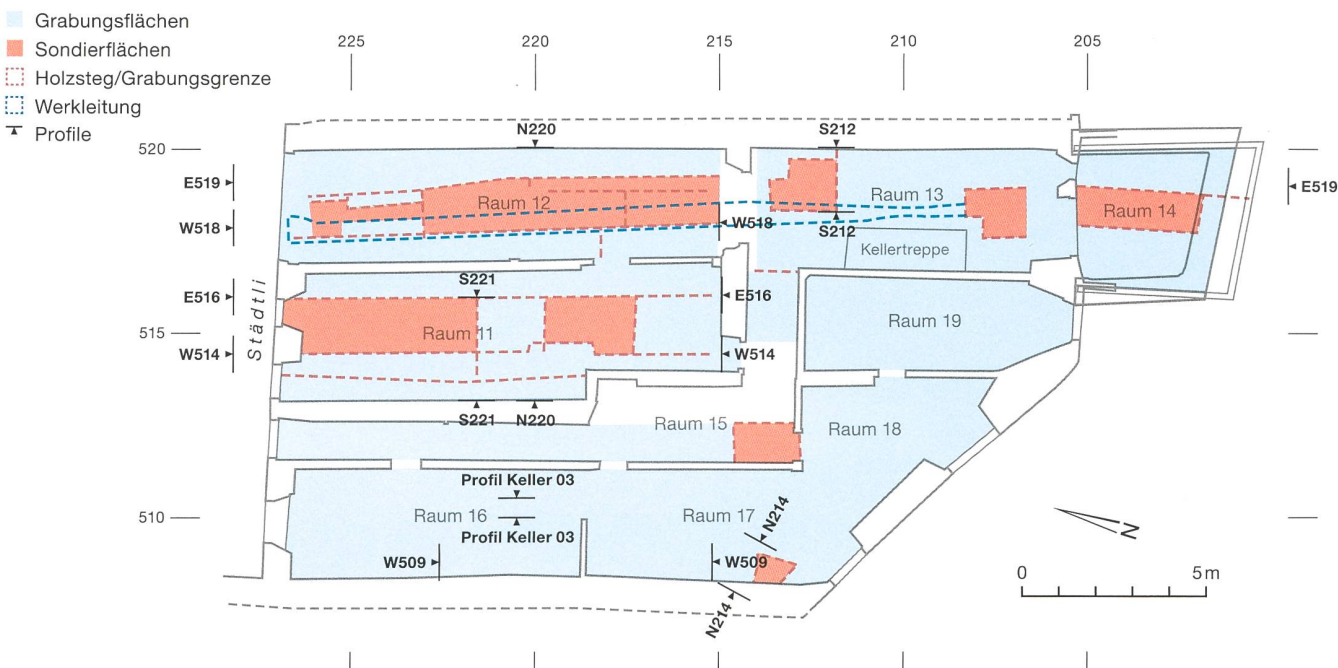 Grabungsflächen
Sondierflächen
Holzsteg/Grabungsgrenze
Werkleitung
Profile
225 220 215 210 205
N220 S212
520
E519 E519
Raum 12 Raum 13 Raum 14
W518 W518 S212
Kellertreppe
S221
E516 E516
Städtli
515 Raum 11 Raum 19
W514 W514
S221 N220
Raum 15 Raum 18
Profil Keller 03
510 Raum 16 Raum 17 N214
Profil Keller 03
W509 W509
N
0 5m
N214